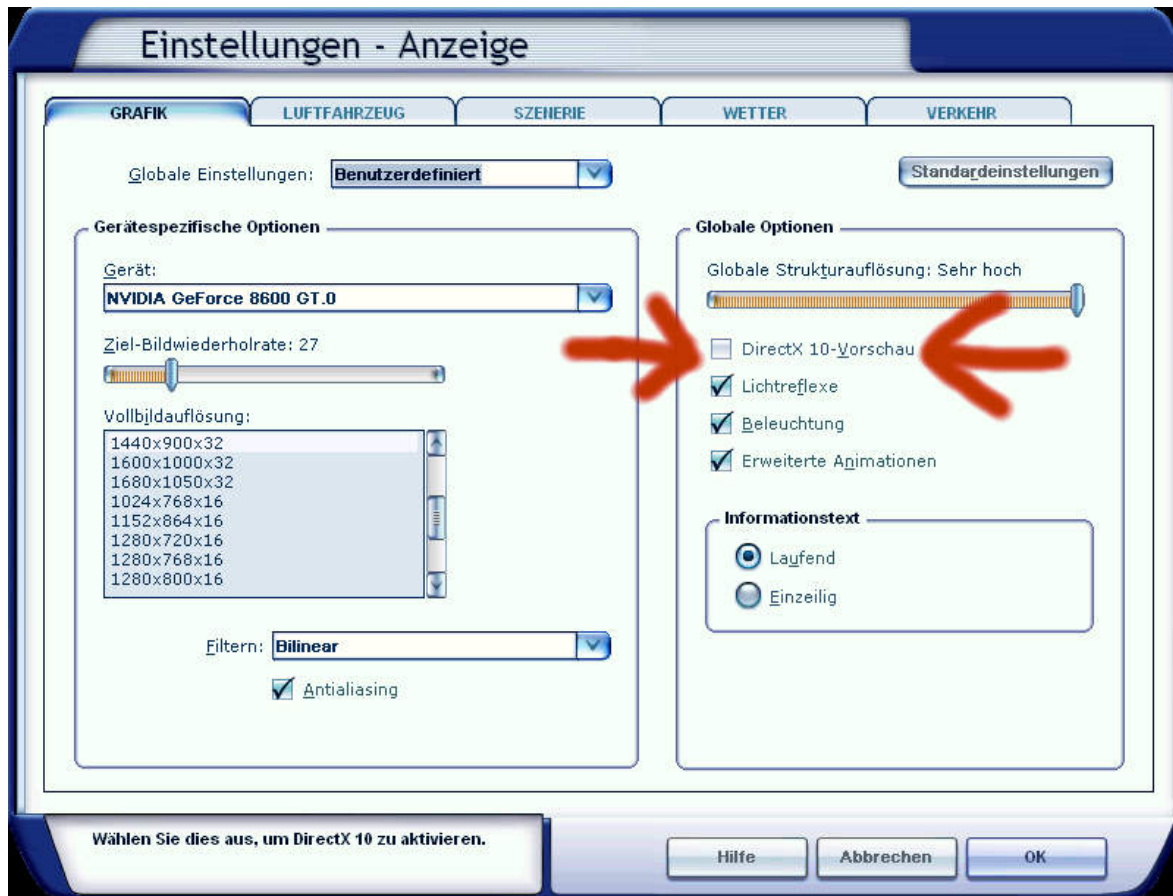 Einstellungen - Anzeige
GRAFIK
LUFTFAHRZEUG
SZENERIE
WETTER
VERKEHR
Globale Einstellungen: Benutzerdefiniert
Standardeinstellungen
Gerätespezifische Optionen
Gerät:
NVIDIA GeForce 8600 GT.0
Ziel-Bildwiederholrate: 27
Vollbildauflösung:
1440x900x32
1600x1000x32
1680x1050x32
1024x768x16
1152x864x16
1280x720x16
1280x768x16
1280x800x16
Filtern: Bilinear
Antialiasing
Globale Optionen
Globale Strukturauflösung: Sehr hoch
DirectX 10-Vorschau
Lichtreflexe
Beleuchtung
Erweiterte Animationen
Informationstext
Laufend
Einzeilig
Wählen Sie dies aus, um DirectX 10 zu aktivieren.
Hilfe
Abbrechen
OK